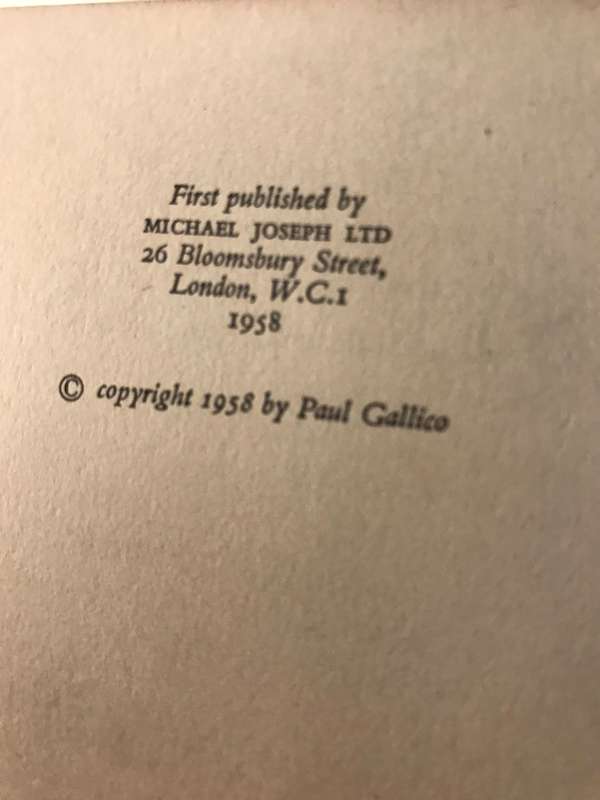 First published by
MICHAEL JOSEPH LTD
26 Bloomsbury Street,
London, W.C.1
1958
© copyright 1958 by Paul Gallico